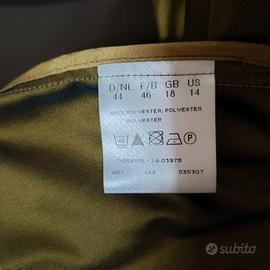 D/NL F/B GB US
44 46 18 14
100% POLYESTER; POLYESTER
POLYESTER
535307
subito